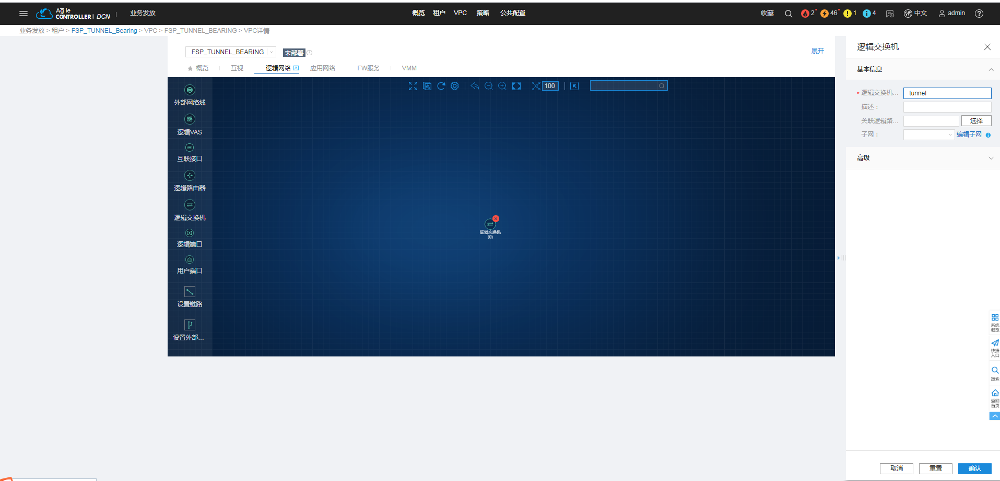 Agile
CONTROLLER | DCN
业务发放
概览 租户 VPC 策略 公共配置
收藏 2 46 1 4 中文 admin
业务发放 > 租户 > FSP_TUNNEL_Bearing > VPC > FSP_TUNNEL_BEARING > VPC详情
FSP_TUNNEL_BEARING 未部署
展开
概览 互视 逻辑网络 应用网络 FW服务 VMM
100
外部网络域
逻辑VAS
互联接口
逻辑路由器
逻辑交换机
逻辑端口
用户端口
设置链路
设置外部...
逻辑交换机
(0)
逻辑交换机
基本信息
* 逻辑交换机... tunnel
描述：
关联逻辑路... 选择
子网： 编辑子网
高级
系统
概览
快捷
入口
搜索
返回
首页
取消 重置 确认